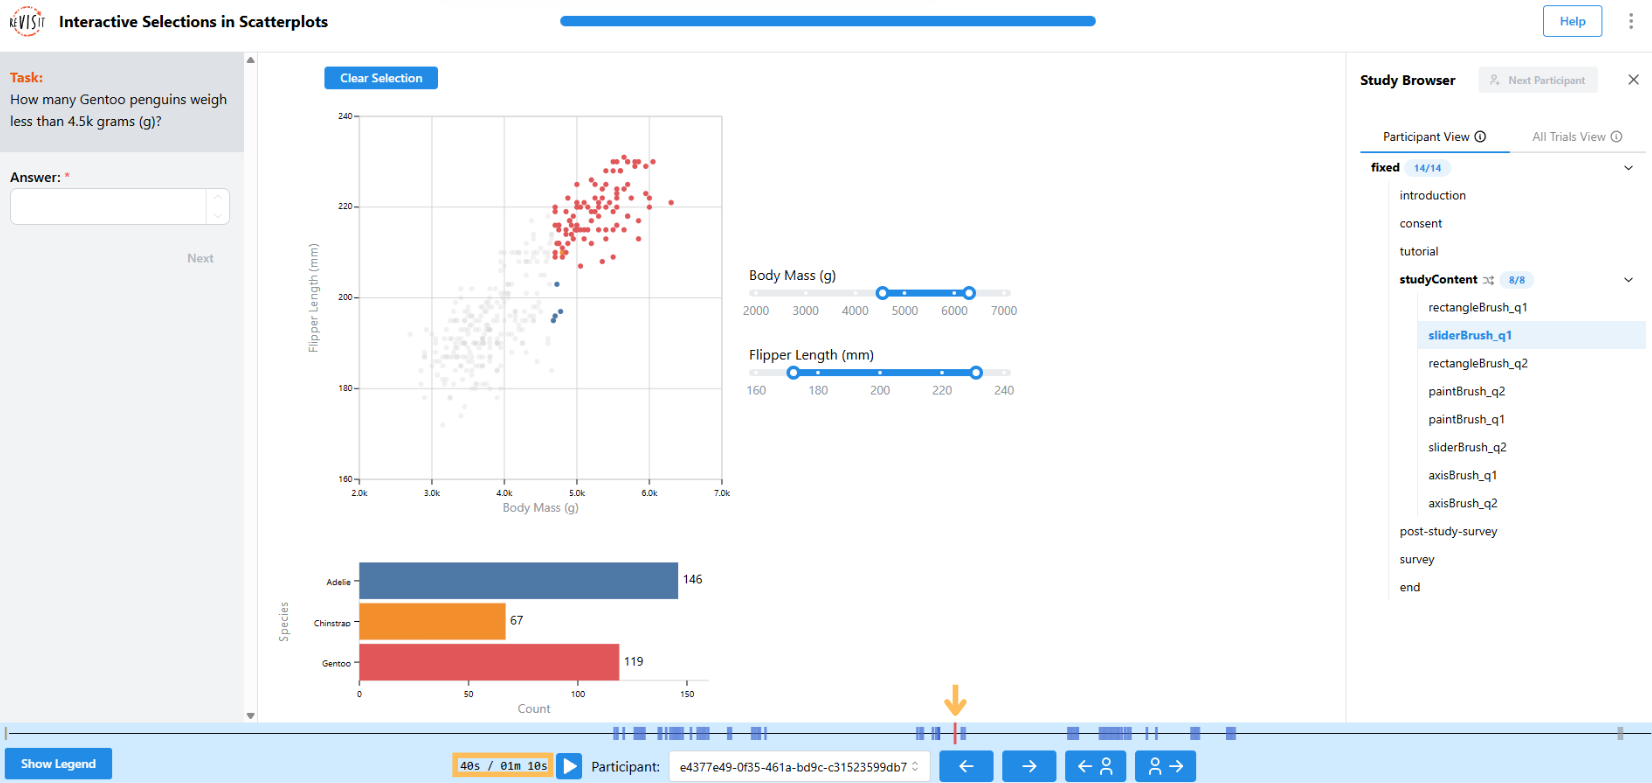 reVISit
Interactive Selections in Scatterplots
Help
Task:
How many Gentoo penguins weigh
less than 4.5k grams (g)?
Answer: *
Next
Clear Selection
240
220
200
180
160
Flipper Length (mm)
2.0k 3.0k 4.0k 5.0k 6.0k 7.0k
Body Mass (g)
Body Mass (g)
2000 3000 4000 5000 6000 7000
Flipper Length (mm)
160 180 200 220 240
Species
Adelie 146
Chinstrap 67
Gentoo 119
0 50 100 150
Count
Study Browser
Next Participant
Participant View
All Trials View
fixed 14/14
introduction
consent
tutorial
studyContent 8/8
rectangleBrush_q1
sliderBrush_q1
rectangleBrush_q2
paintBrush_q2
paintBrush_q1
sliderBrush_q2
axisBrush_q1
axisBrush_q2
post-study-survey
survey
end
Show Legend
40s / 01m 10s
Participant:
e4377e49-0f35-461a-bd9c-c31523599db7